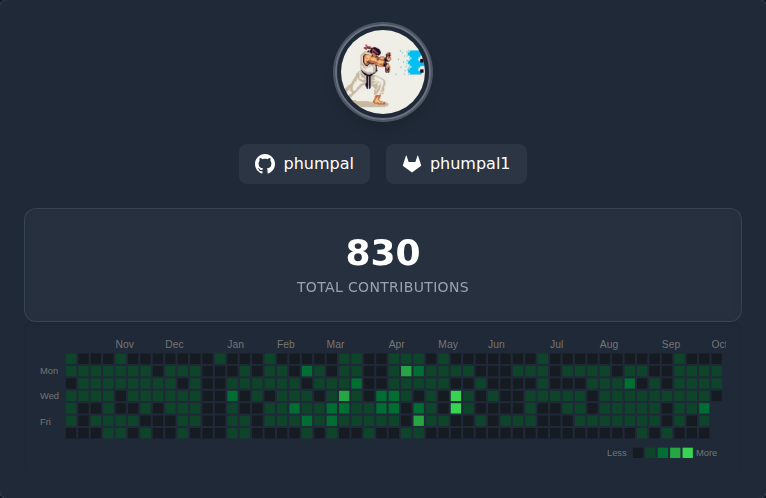 phumpal phumpal1
830
TOTAL CONTRIBUTIONS
Nov Dec Jan Feb Mar Apr May Jun Jul Aug Sep Oct
Mon
Wed
Fri
Less More